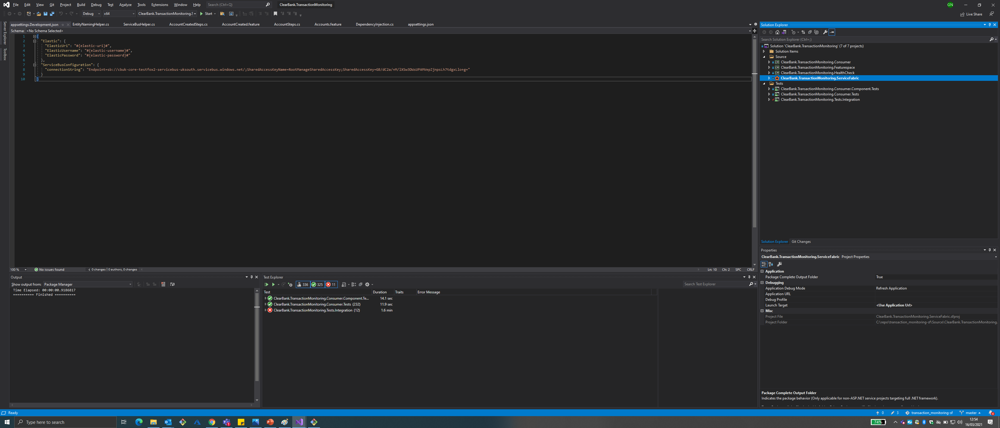 File Edit View Git Project Build Debug Test Analyze Tools Extensions Window Help Search (Ctrl+Q) ClearBank.TransactionMonitoring GN
Debug x64 ClearBank.TransactionMonitoring.S Start Live Share
Server Explorer
Toolbox
appsettings.Development.json EntityNamingHelper.cs ServiceBusHelper.cs AccountCreatedSteps.cs AccountCreated.feature AccountSteps.cs Accounts.feature DependencyInjection.cs appsettings.json
Schema: <No Schema Selected>
1 {
2 "Elastic": {
3 "ElasticUri": "#{elastic-uri}#",
4 "ElasticUsername": "#{elastic-username}#",
5 "ElasticPassword": "#{elastic-password}#"
6 },
7 "ServiceBusConfiguration": {
8 "connectionString": "Endpoint=sb://cbuk-core-testfox2-servicebus-uksouth.servicebus.windows.net/;SharedAccessKeyName=RootManageSharedAccessKey;SharedAccessKey=
9 }
10 }
100 % No issues found 0 changes | 0 authors, 0 changes Ln: 10 Ch: 2 SPC CRLF
Solution Explorer
Search Solution Explorer (Ctrl+;)
Solution 'ClearBank.TransactionMonitoring' (7 of 7 projects)
Solution Items
Source
ClearBank.TransactionMonitoring.Consumer
ClearBank.TransactionMonitoring.Featurespace
ClearBank.TransactionMonitoring.HealthCheck
ClearBank.TransactionMonitoring.ServiceFabric
Tests
ClearBank.TransactionMonitoring.Consumer.Component.Tests
ClearBank.TransactionMonitoring.Consumer.Tests
ClearBank.TransactionMonitoring.Tests.Integration
Solution Explorer Git Changes
Properties
ClearBank.TransactionMonitoring.ServiceFabric Project Properties
Application
Package Complete Output Folder True
Debugging
Application Debug Mode Refresh Application
Application URL
Debug Profile
Launch Target <Use Application Url>
Misc
Project File ClearBank.TransactionMonitoring.ServiceFabric.sfproj
Project Folder C:\repo\transaction_monitoring-sf\Source\ClearBank.TransactionMonitoring.
Package Complete Output Folder
Indicates the package behavior (Only applicable for non-ASP.NET service projects targeting full .NET framework).
Output
Show output from: Package Manager
Time Elapsed: 00:00:00.9186817
========== Finished ==========
Test Explorer
336 325 11 Search Test Explorer
Test Duration Traits Error Message
ClearBank.TransactionMonitoring.Consumer.Component.Te... 14.1 sec
ClearBank.TransactionMonitoring.Consumer.Tests (232) 11.9 sec
ClearBank.TransactionMonitoring.Tests.Integration (12) 1.6 min
Ready 0 3 transaction_monitoring-sf master 4
Type here to search 1 74% 12:54
16/03/2021